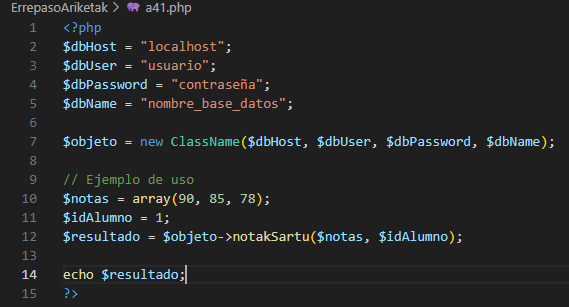 ErrepasoAriketak > a41.php
1 <?php
2 $dbHost = "localhost";
3 $dbUser = "usuario";
4 $dbPassword = "contraseña";
5 $dbName = "nombre_base_datos";
6
7 $objeto = new ClassName($dbHost, $dbUser, $dbPassword, $dbName);
8
9 // Ejemplo de uso
10 $notas = array(90, 85, 78);
11 $idAlumno = 1;
12 $resultado = $objeto->notakSartu($notas, $idAlumno);
13
14 echo $resultado;
15 ?>